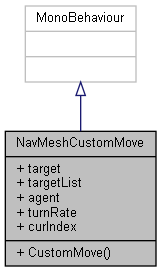 MonoBehaviour
NavMeshCustomMove
+ target
+ targetList
+ agent
+ turnRate
+ curIndex
+ CustomMove()